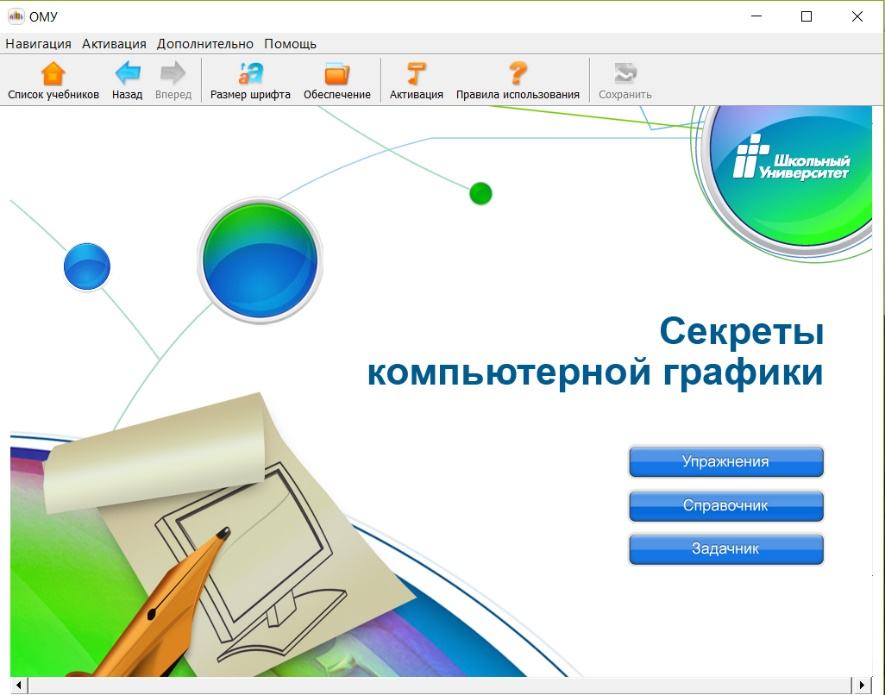 ОМУ
Навигация Активация Дополнительно Помощь
Список учебников Назад Вперед Размер шрифта Обеспечение Активация Правила использования Сохранить
Школьный
Университет
Секреты
компьютерной графики
Упражнения
Справочник
Задачник